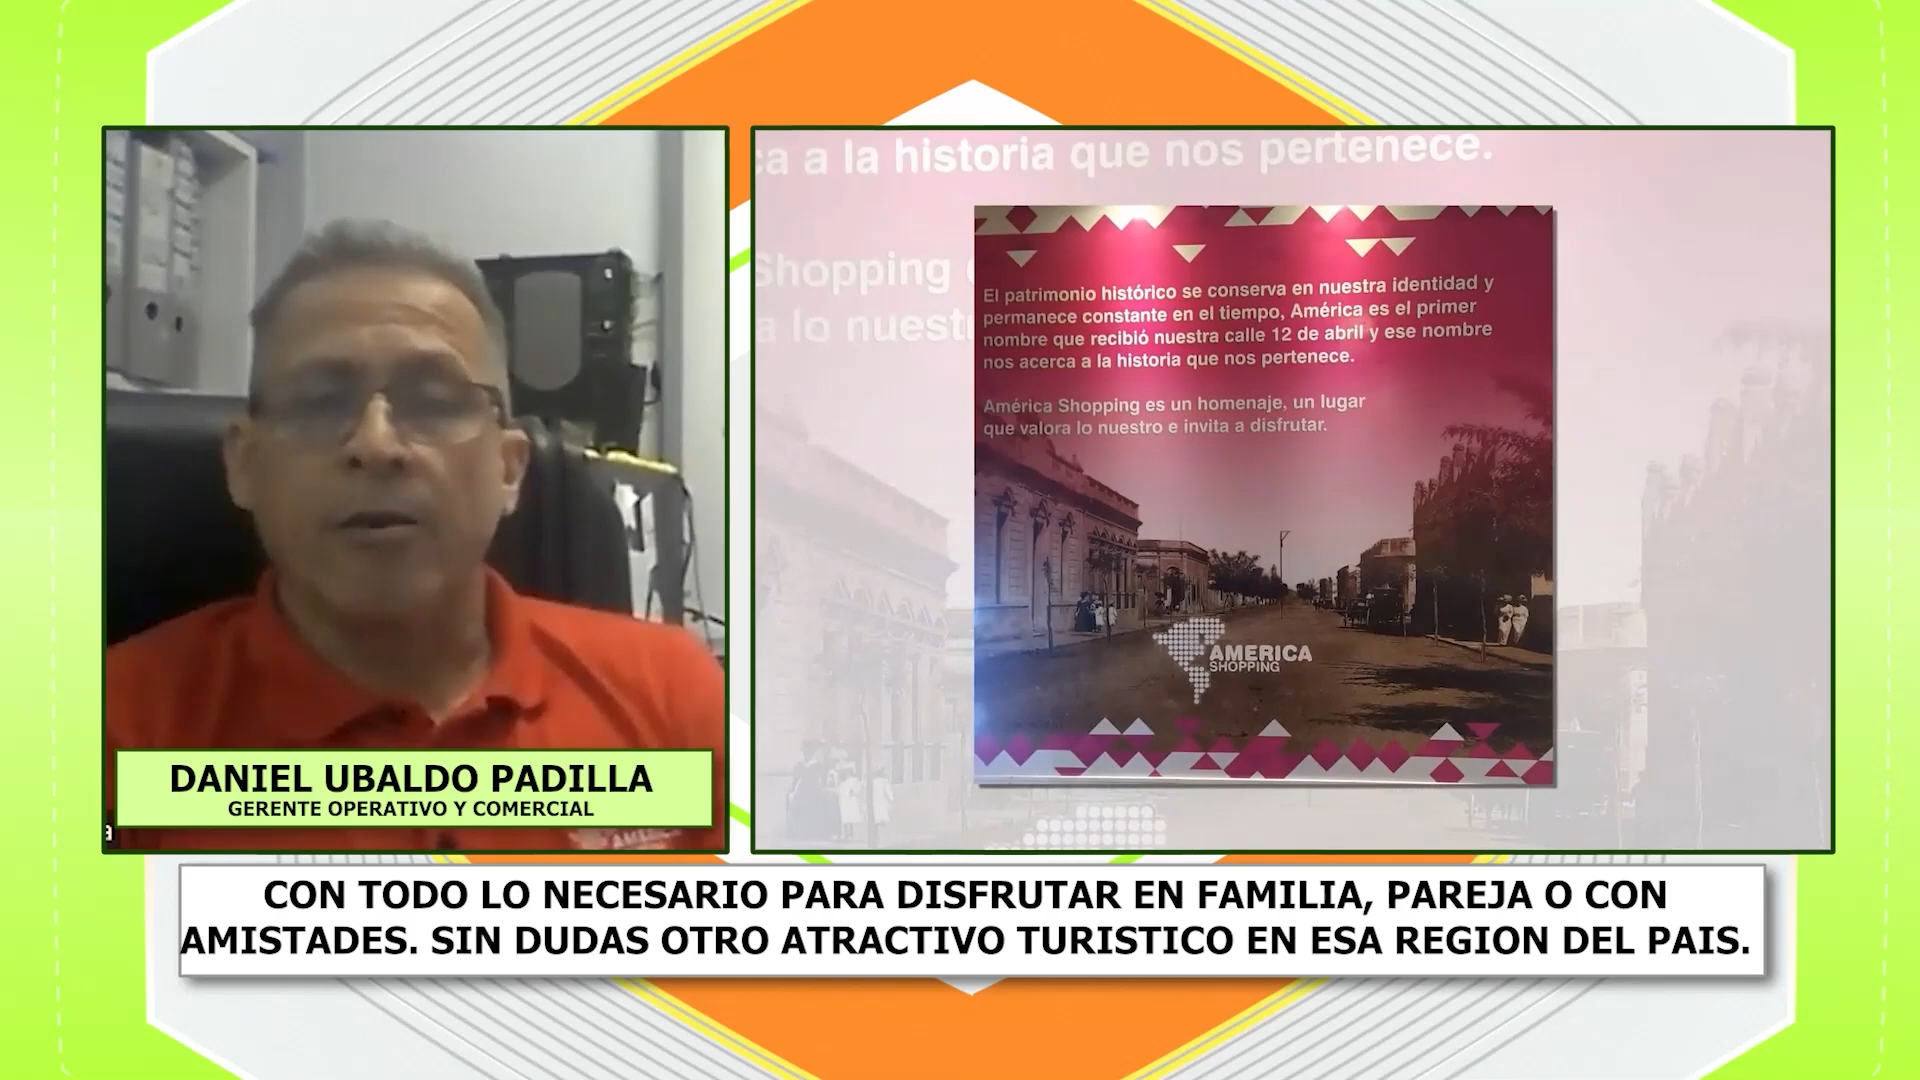 ca a la historia que nos pertenece.
Shopping
a lo nuest
El patrimonio histórico se conserva en nuestra identidad y
permanece constante en el tiempo, América es el primer
nombre que recibió nuestra calle 12 de abril y ese nombre
nos acerca a la historia que nos pertenece.
América Shopping es un homenaje, un lugar
que valora lo nuestro e invita a disfrutar.
AMERICA
SHOPPING
DANIEL UBALDO PADILLA
GERENTE OPERATIVO Y COMERCIAL
a
AMERICA
CON TODO LO NECESARIO PARA DISFRUTAR EN FAMILIA, PAREJA O CON
AMISTADES. SIN DUDAS OTRO ATRACTIVO TURISTICO EN ESA REGION DEL PAIS.